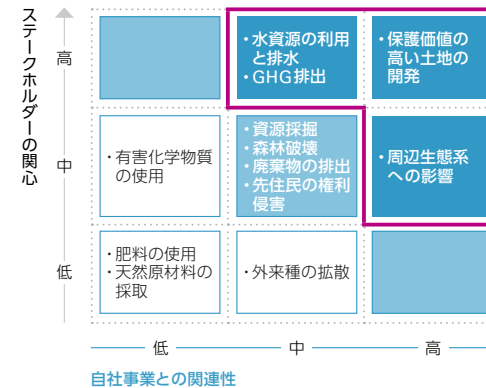 ステークホルダーの関心
高
・水資源の利用
と排水
・GHG排出
・保護価値の
高い土地の
開発
中
・有害化学物質
の使用
・資源採掘
・森林破壊
・廃棄物の排出
・先住民の権利
侵害
・周辺生態系
への影響
低
・肥料の使用
・天然原材料の
採取
・外来種の拡散
低
中
高
自社事業との関連性